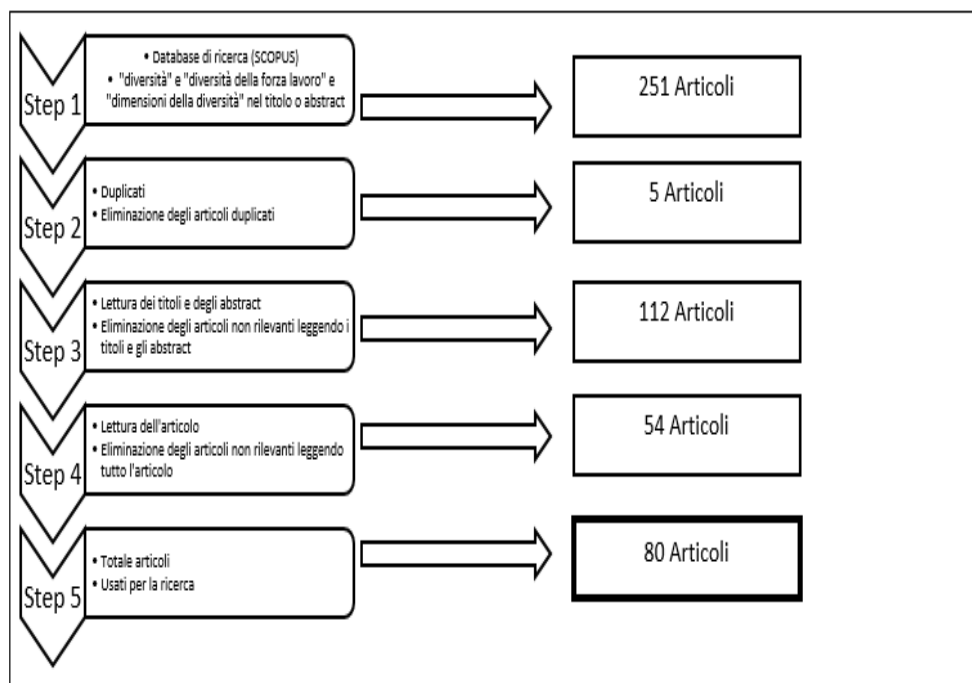 Step 1
• Database di ricerca (SCOPUS)
• "diversità" e "diversità della forza lavoro" e
"dimensioni della diversità" nel titolo o abstract
251 Articoli
Step 2
• Duplicati
• Eliminazione degli articoli duplicati
5 Articoli
Step 3
• Lettura dei titoli e degli abstract
• Eliminazione degli articoli non rilevanti leggendo i
titoli e gli abstract
112 Articoli
Step 4
• Lettura dell'articolo
• Eliminazione degli articoli non rilevanti leggendo
tutto l'articolo
54 Articoli
Step 5
• Totale articoli
• Usati per la ricerca
80 Articoli